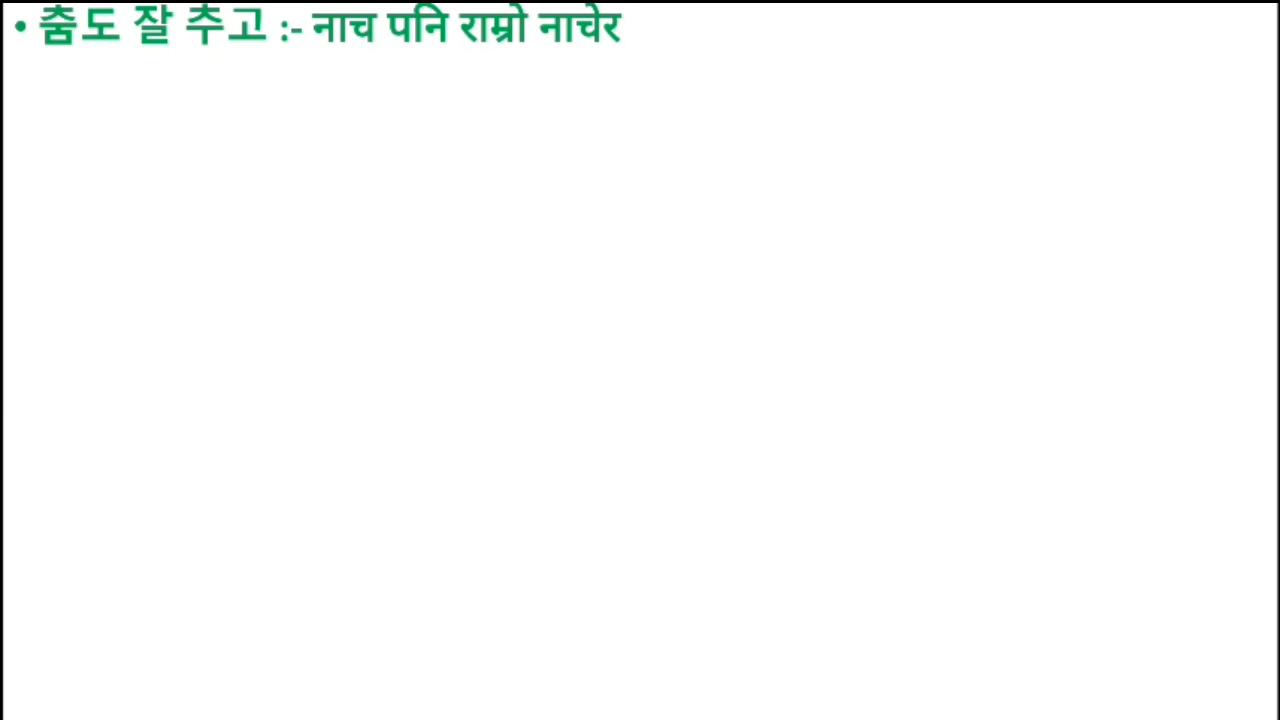 • 춤도 잘 추고 :- नाच पनि राम्रो नाचेर